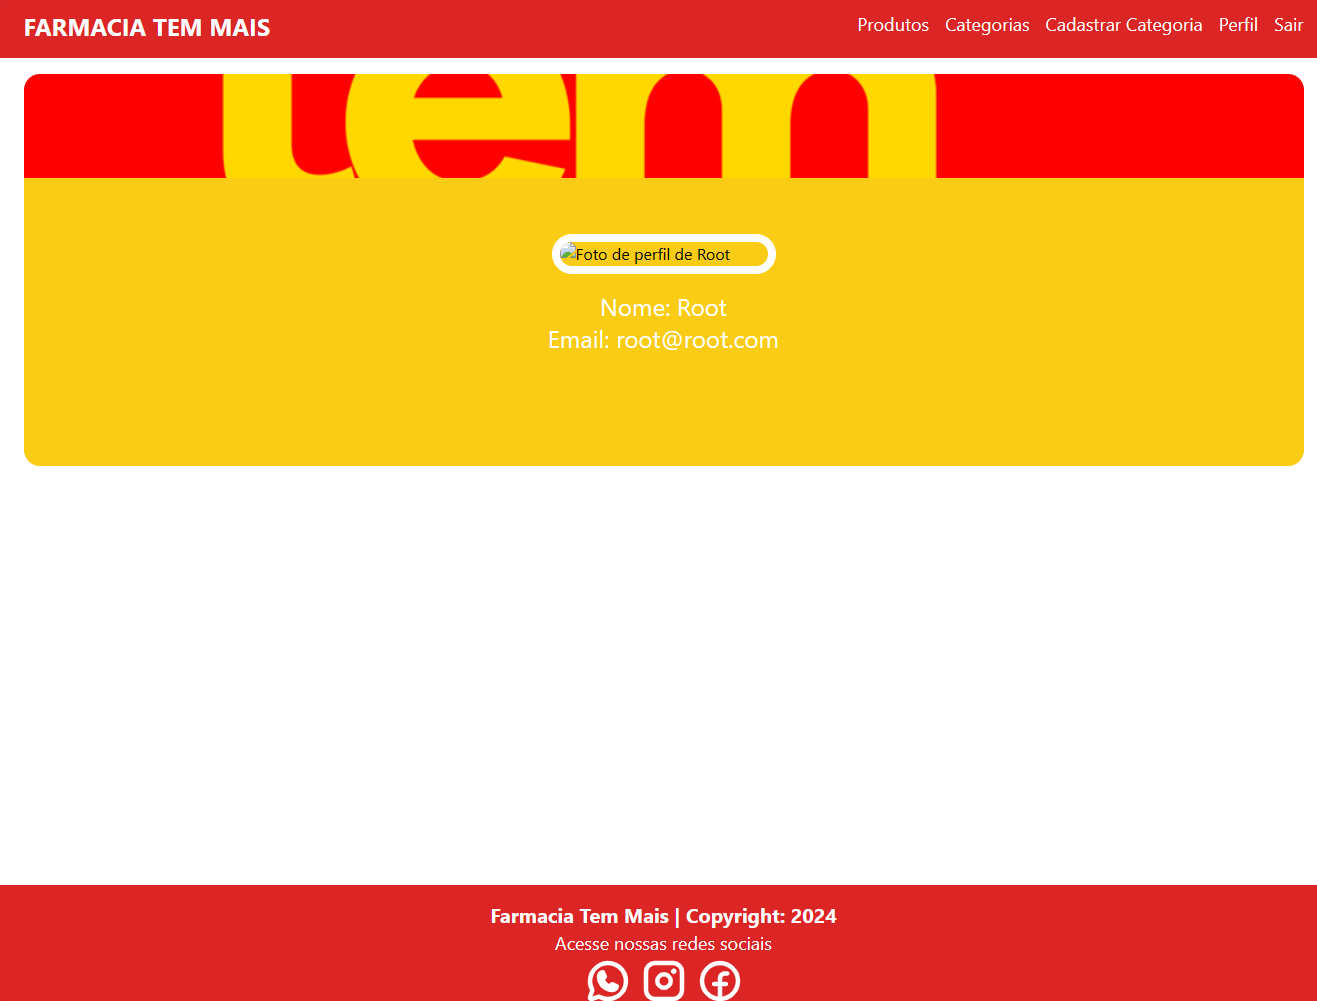 FARMACIA TEM MAIS
Produtos Categorias Cadastrar Categoria Perfil Sair
tem
Foto de perfil de Root
Nome: Root
Email: root@root.com
Farmacia Tem Mais | Copyright: 2024
Acesse nossas redes sociais